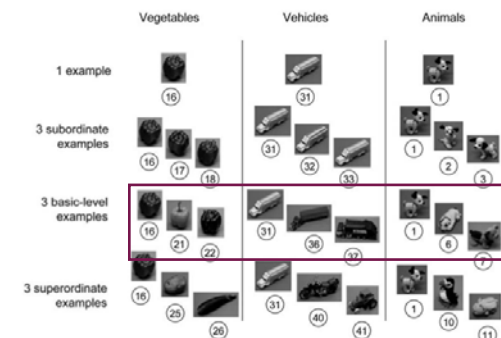 Vegetables Vehicles Animals
1 example
16 31 1
3 subordinate
examples
16 17 18 31 32 33 1 2 3
3 basic-level
examples
16 21 22 31 36 37 1 6 7
3 superordinate
examples
16 25 26 31 40 41 1 10 11